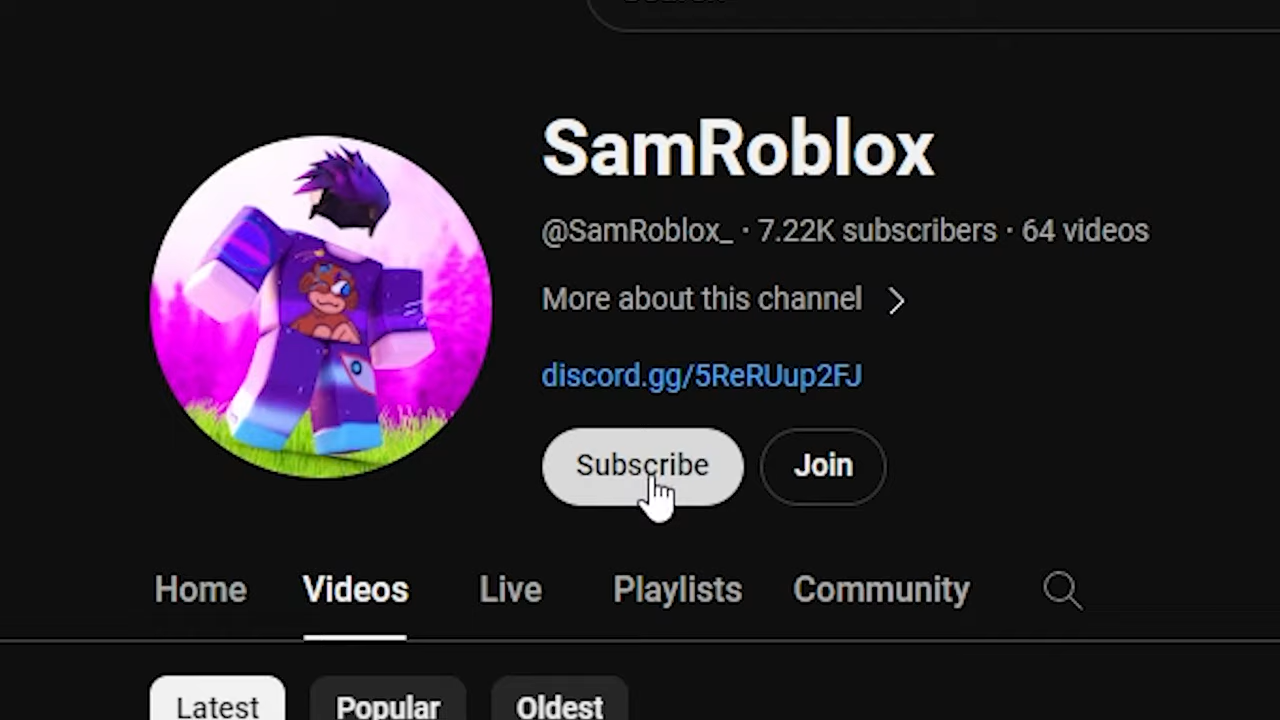 SamRoblox
@SamRoblox_ · 7.22K subscribers · 64 videos
More about this channel
discord.gg/5ReRUup2FJ
Subscribe Join
Home Videos Live Playlists Community
Latest Popular Oldest